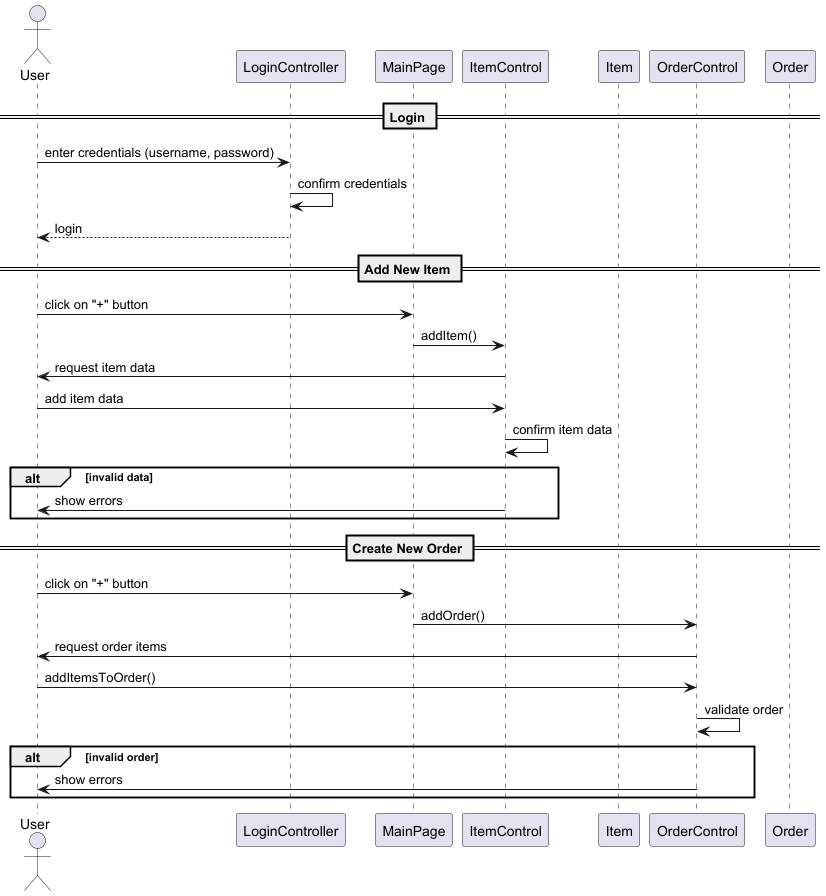 User
LoginController
MainPage
ItemControl
Item
OrderControl
Order
Login
enter credentials (username, password)
confirm credentials
login
Add New Item
click on "+" button
addItem()
request item data
add item data
confirm item data
alt
[invalid data]
show errors
Create New Order
click on "+" button
addOrder()
request order items
addItemsToOrder()
validate order
alt
[invalid order]
show errors
User
LoginController
MainPage
ItemControl
Item
OrderControl
Order